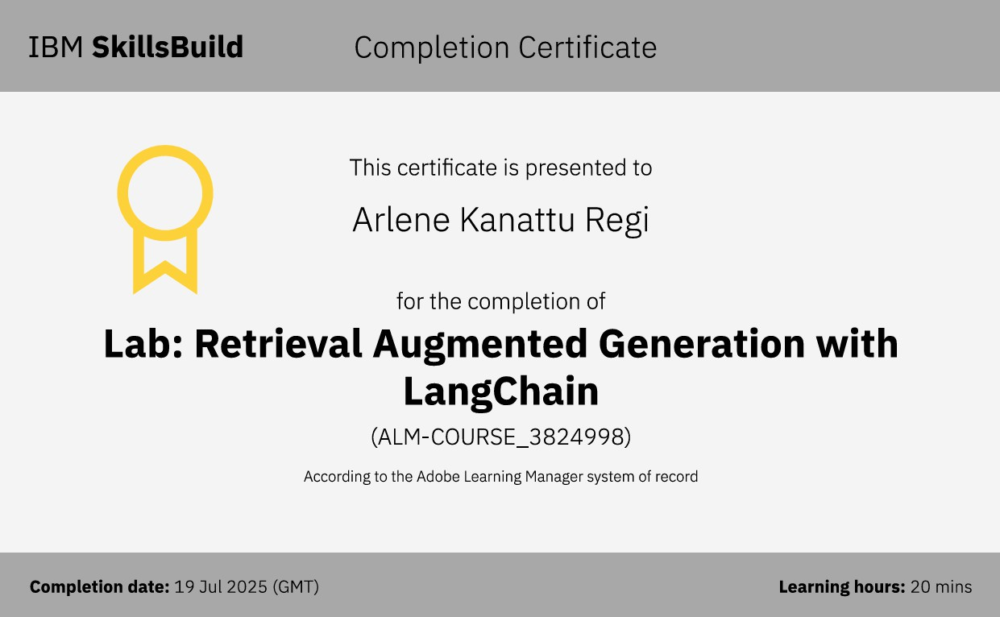 IBM SkillsBuild
Completion Certificate
This certificate is presented to
Arlene Kanattu Regi
for the completion of
Lab: Retrieval Augmented Generation with
LangChain
(ALM-COURSE_3824998)
According to the Adobe Learning Manager system of record
Completion date: 19 Jul 2025 (GMT)
Learning hours: 20 mins